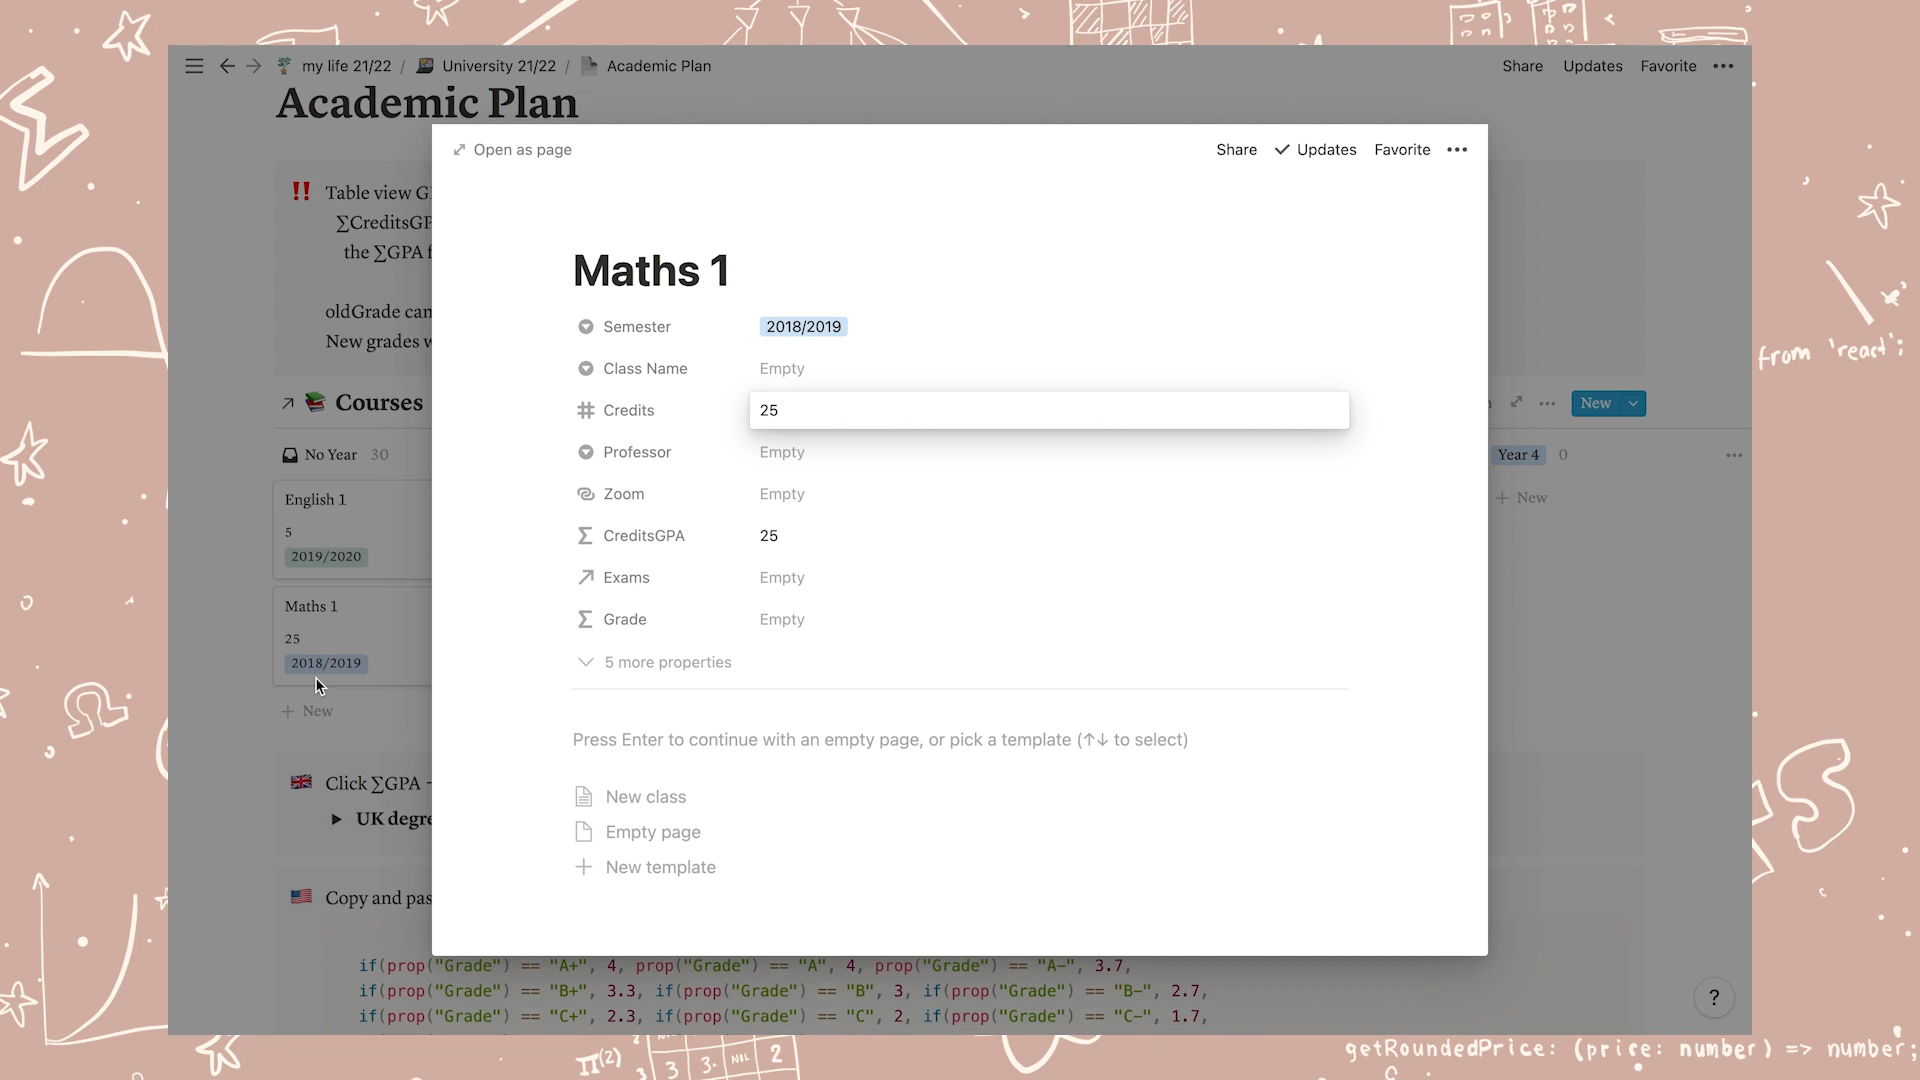 my life 21/22 / University 21/22 / Academic Plan
Share Updates Favorite
Academic Plan
Open as page
Share Updates Favorite
‼ Table view G
∑CreditsGP
the ∑GPA f
oldGrade can
New grades w
Maths 1
Semester 2018/2019
Class Name Empty
Credits 25
Professor Empty
Zoom Empty
CreditsGPA 25
Exams Empty
Grade Empty
5 more properties
Press Enter to continue with an empty page, or pick a template (↑↓ to select)
New class
Empty page
New template
Courses
New
No Year 30
Year 4 0
English 1
5
2019/2020
+ New
Maths 1
25
2018/2019
+ New
Click ∑GPA
UK degre
Copy and pas
if(prop("Grade") == "A+", 4, prop("Grade") == "A", 4, prop("Grade") == "A-", 3.7,
if(prop("Grade") == "B+", 3.3, if(prop("Grade") == "B", 3, if(prop("Grade") == "B-", 2.7,
if(prop("Grade") == "C+", 2.3, if(prop("Grade") == "C", 2, if(prop("Grade") == "C-", 1.7,
?
from 'react';
π(2)
3 3. NIL 2
getRoundedPrice: (price: number) => number;